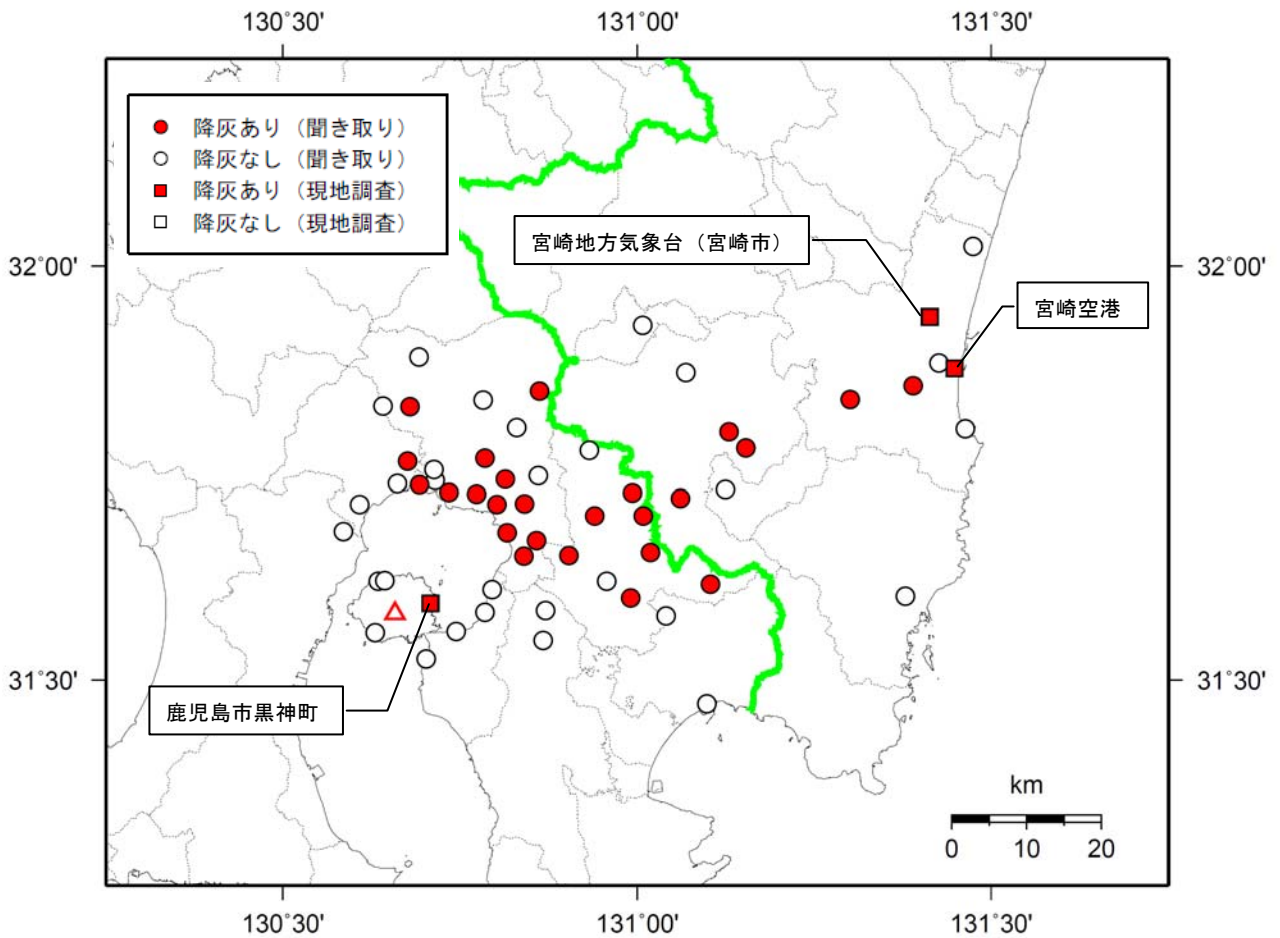 130°30' 131°00' 131°30'
降灰あり（聞き取り）
降灰なし（聞き取り）
降灰あり（現地調査）
降灰なし（現地調査）
宮崎地方気象台（宮崎市）
32°00' 32°00'
宮崎空港
31°30' 31°30'
鹿児島市黒神町
km
0 10 20
130°30' 131°00' 131°30'